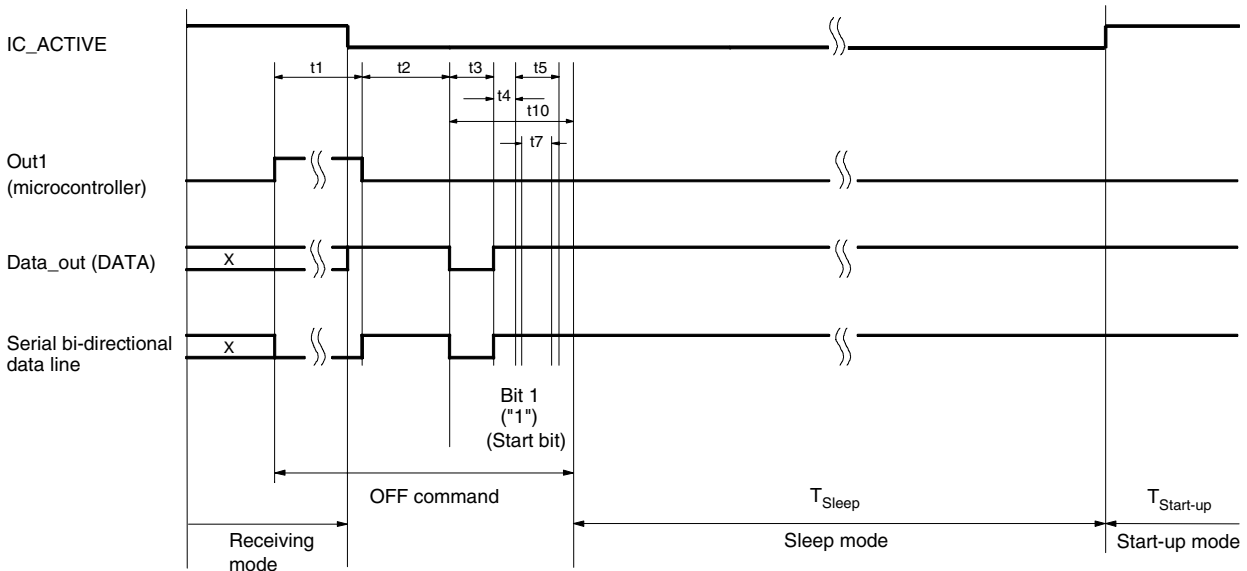 IC_ACTIVE
t1
t2
t3
t5
t4
t10
t7
Out1
(microcontroller)
Data_out (DATA)
X
Serial bi-directional
data line
X
Bit 1
("1")
(Start bit)
OFF command
TSleep
TStart-up
Receiving
mode
Sleep mode
Start-up mode